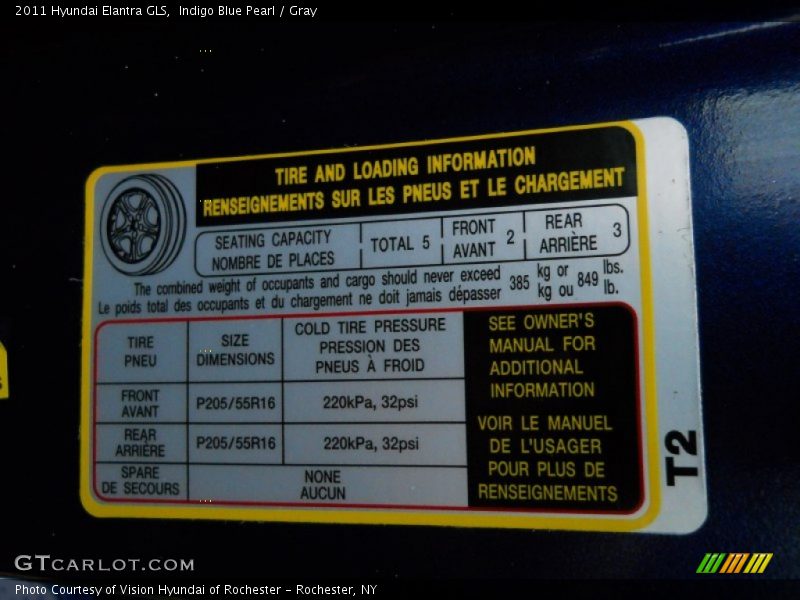 2011 Hyundai Elantra GLS,  Indigo Blue Pearl / Gray
TIRE AND LOADING INFORMATION
RENSEIGNEMENTS SUR LES PNEUS ET LE CHARGEMENT
SEATING CAPACITY
NOMBRE DE PLACES
TOTAL 5
FRONT
AVANT
2
REAR
ARRIÈRE
3
The combined weight of occupants and cargo should never exceed
Le poids total des occupants et du chargement ne doit jamais dépasser
385
kg or
kg ou
849
lbs.
lb.
TIRE
PNEU
SIZE
DIMENSIONS
COLD TIRE PRESSURE
PRESSION DES
PNEUS À FROID
FRONT
AVANT
P205/55R16
220kPa, 32psi
REAR
ARRIÈRE
P205/55R16
220kPa, 32psi
SPARE
DE SECOURS
NONE
AUCUN
SEE OWNER'S
MANUAL FOR
ADDITIONAL
INFORMATION
VOIR LE MANUEL
DE L'USAGER
POUR PLUS DE
RENSEIGNEMENTS
T2
GTCARLOT.COM
Photo Courtesy of Vision Hyundai of Rochester - Rochester, NY